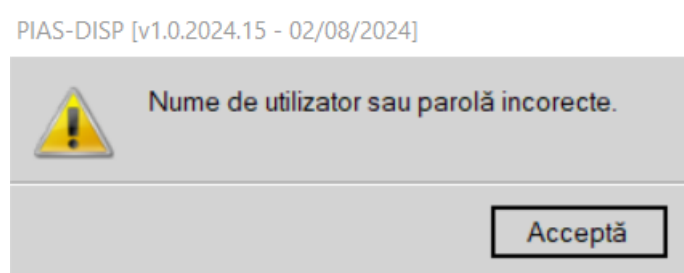 PIAS-DISP [v1.0.2024.15 - 02/08/2024]
Nume de utilizator sau parolă incorecte.
Acceptă